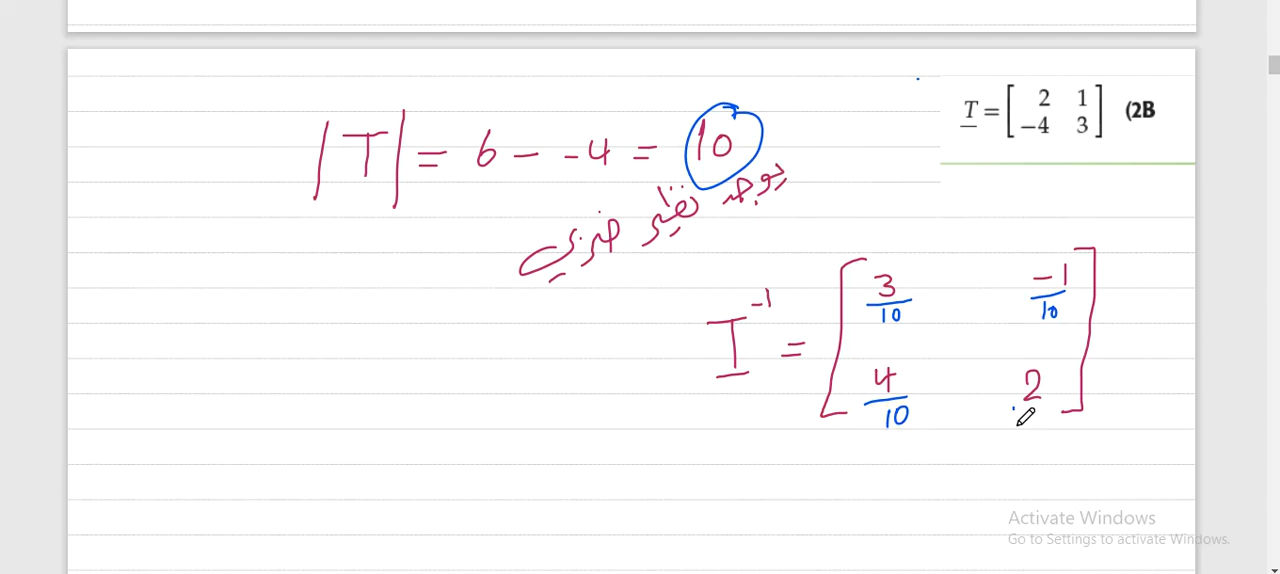 T = [ 2 1
-4 3 ] (2B
|T| = 6 - -4 = 10
يوجد نظير ضربي
T⁻¹ = [ 3/10 -1/10
4/10 2 ]
Activate Windows
Go to Settings to activate Windows.